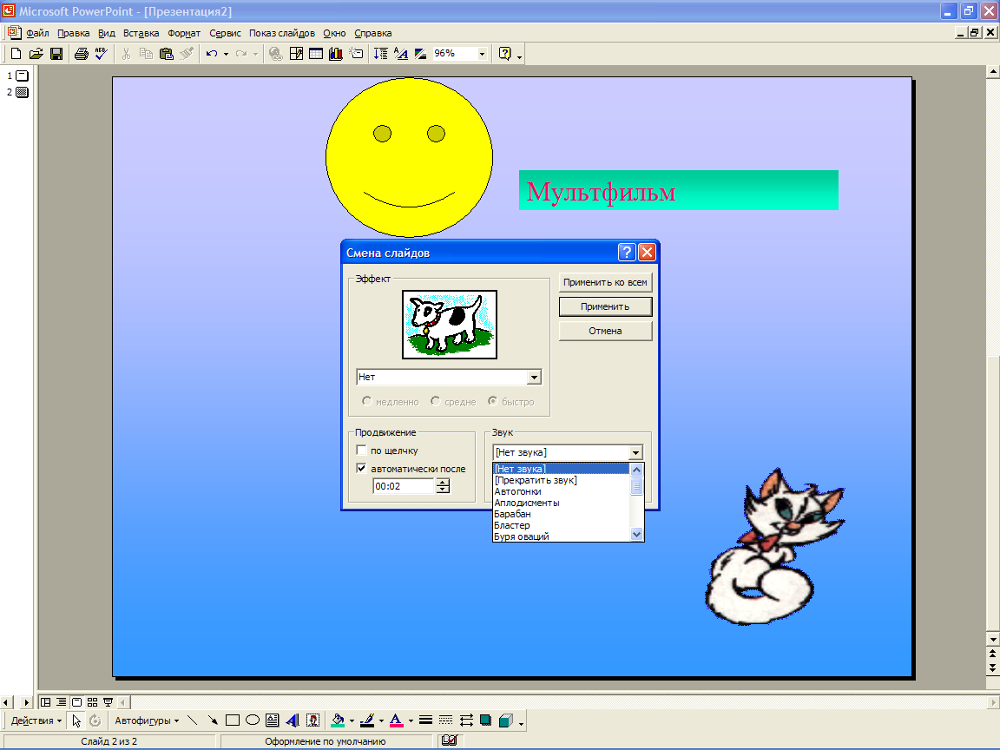 Microsoft PowerPoint - [Презентация2]
Файл Правка Вид Вставка Формат Сервис Показ слайдов Окно Справка
96%
1
2
Мультфильм
Смена слайдов
Эффект
Применить ко всем
Применить
Отмена
Нет
медленно средне быстро
Продвижение
по щелчку
автоматически после
00:02
Звук
[Нет звука]
[Нет звука]
[Прекратить звук]
Автогонки
Аплодисменты
Барабан
Бластер
Буря оваций
Действия Автофигуры
Слайд 2 из 2 Оформление по умолчанию